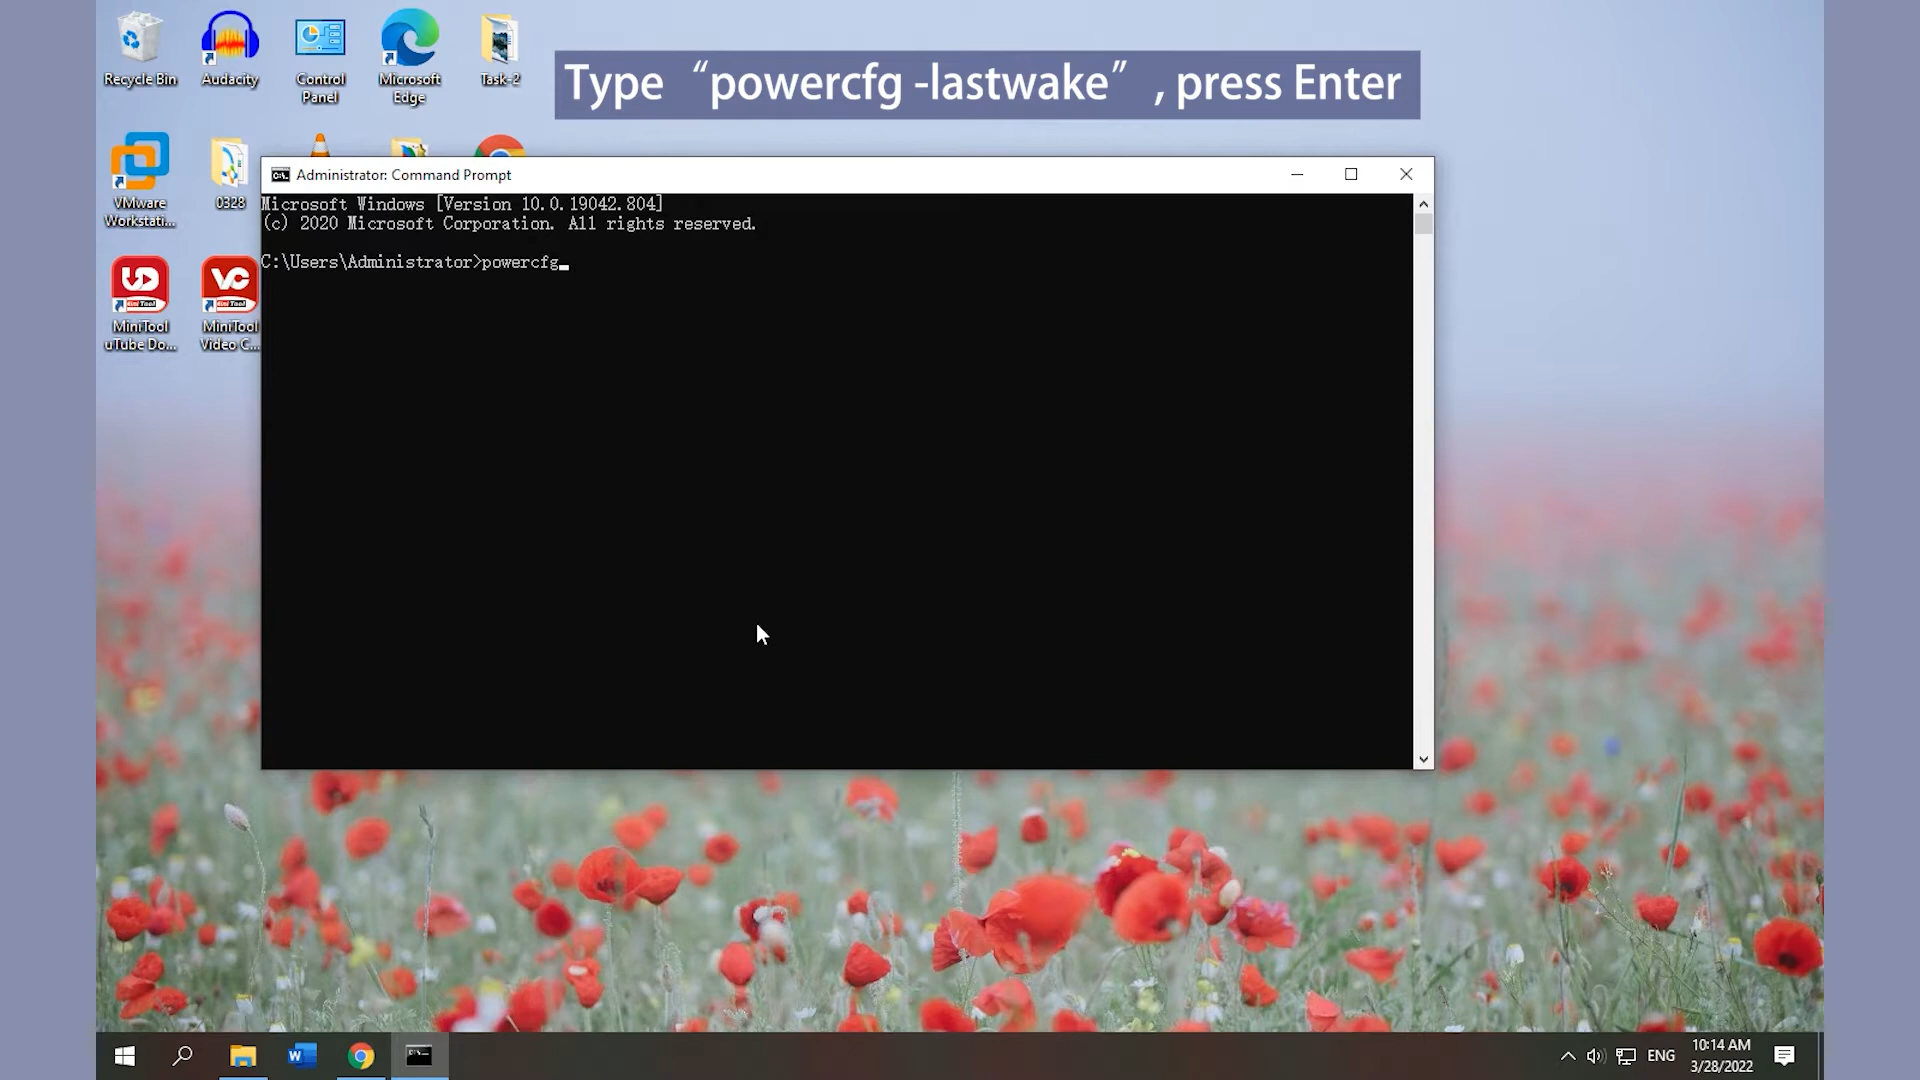 Recycle Bin
Audacity
Control
Panel
Microsoft
Edge
Task-2
Type “powercfg -lastwake”, press Enter
VMware
Workstati...
0328
Administrator: Command Prompt
Microsoft Windows [Version 10.0.19042.804]
(c) 2020 Microsoft Corporation. All rights reserved.
C:\Users\Administrator>powercfg
MiniTool
uTube Do...
MiniTool
Video C...
ENG
10:14 AM
3/28/2022